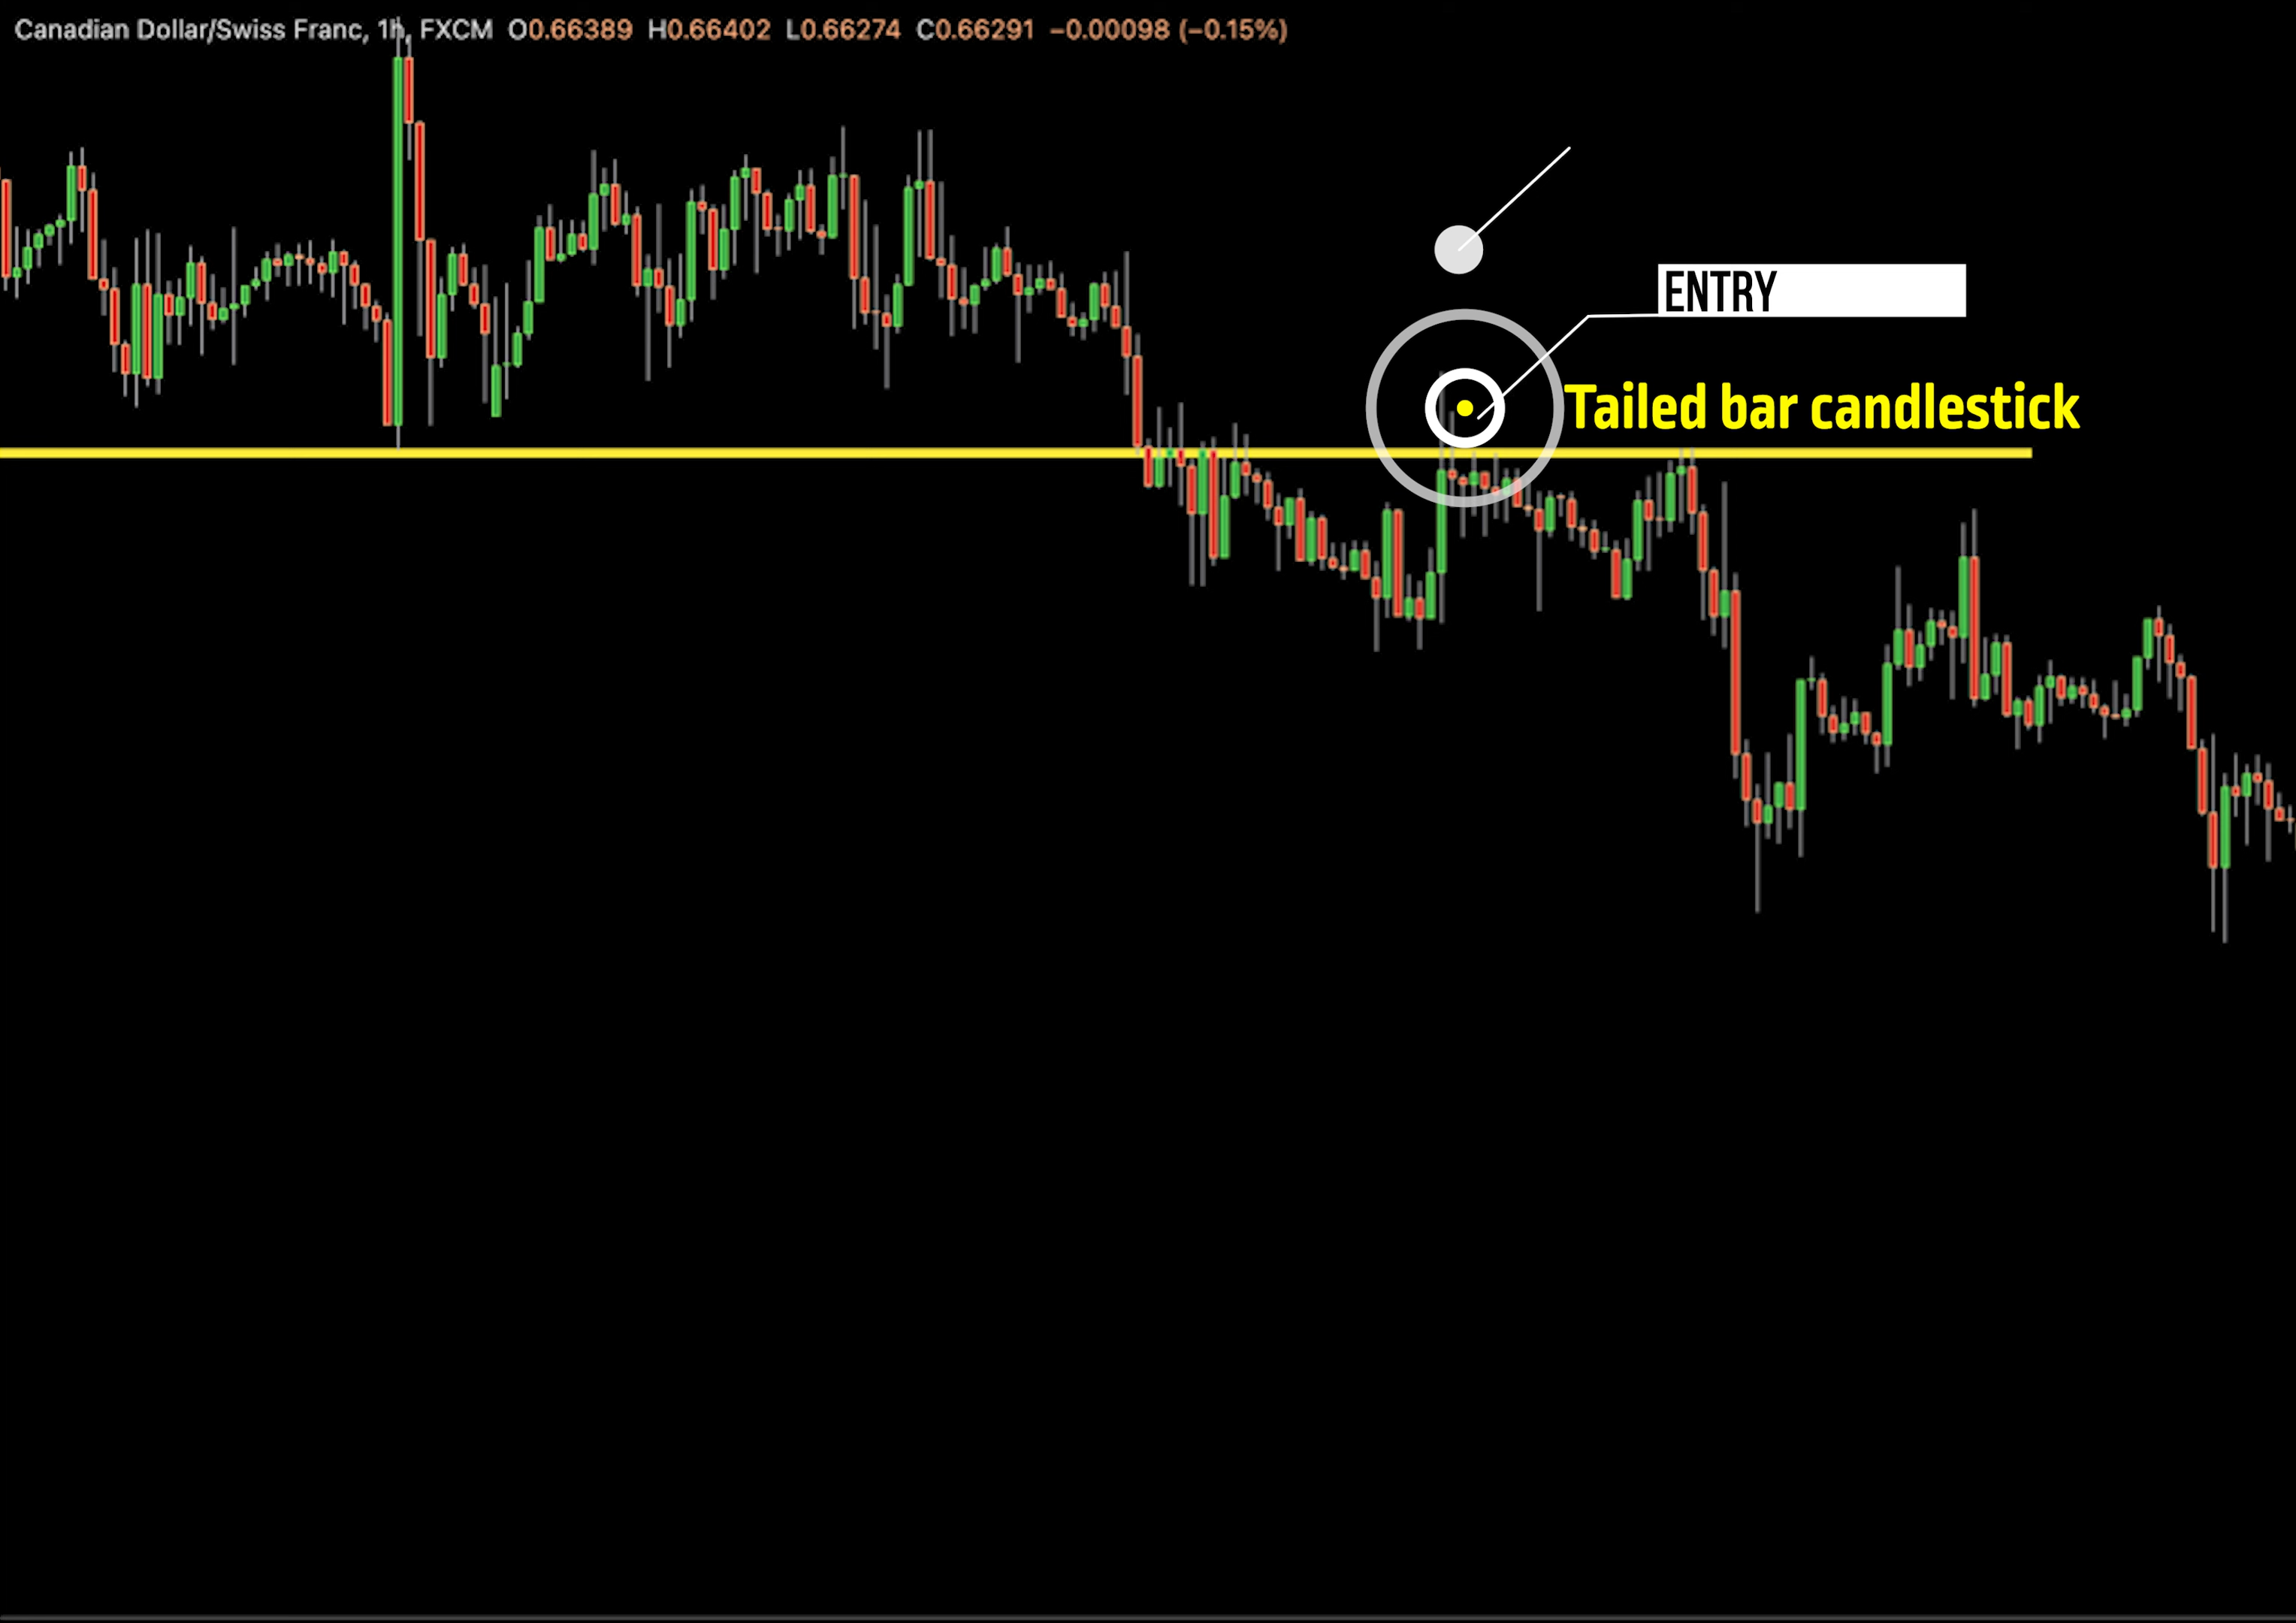 Canadian Dollar/Swiss Franc, 1h, FXCM O0.66389 H0.66402 L0.66274 C0.66291 −0.00098 (−0.15%)
ENTRY
Tailed bar candlestick